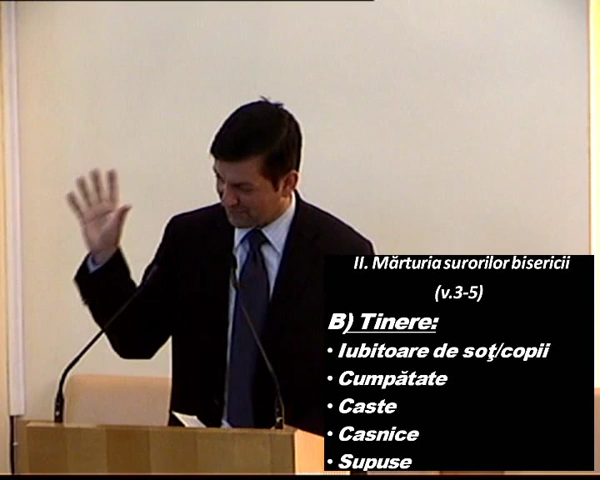 II. Mărturia surorilor bisericii
(v.3-5)
B) Tinere:
• Iubitoare de soţ/copii
• Cumpătate
• Caste
• Casnice
• Supuse